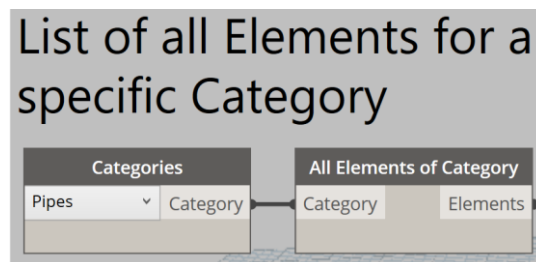 List of all Elements for a
specific Category
Categories
All Elements of Category
Pipes
Category
Category
Elements